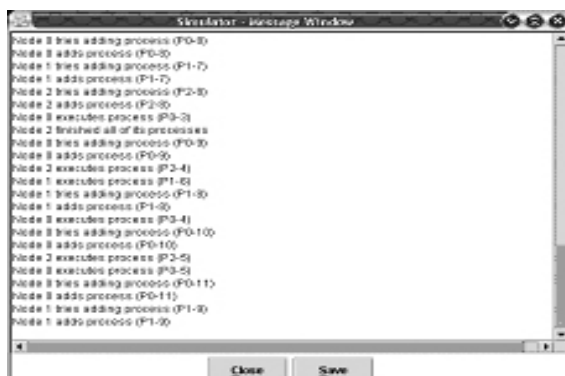 Simulator - Message Window
Node 0 tries adding process (P0-8)
Node 0 adds process (P0-8)
Node 1 tries adding process (P1-7)
Node 1 adds process (P1-7)
Node 2 tries adding process (P2-8)
Node 2 adds process (P2-8)
Node 0 executes process (P0-3)
Node 2 finished all of its processes
Node 0 tries adding process (P0-9)
Node 0 adds process (P0-9)
Node 2 executes process (P2-4)
Node 1 executes process (P1-6)
Node 1 tries adding process (P1-8)
Node 1 adds process (P1-8)
Node 0 executes process (P0-4)
Node 0 tries adding process (P0-10)
Node 0 adds process (P0-10)
Node 2 executes process (P2-5)
Node 0 executes process (P0-5)
Node 0 tries adding process (P0-11)
Node 0 adds process (P0-11)
Node 1 tries adding process (P1-9)
Node 1 adds process (P1-9)
Close Save